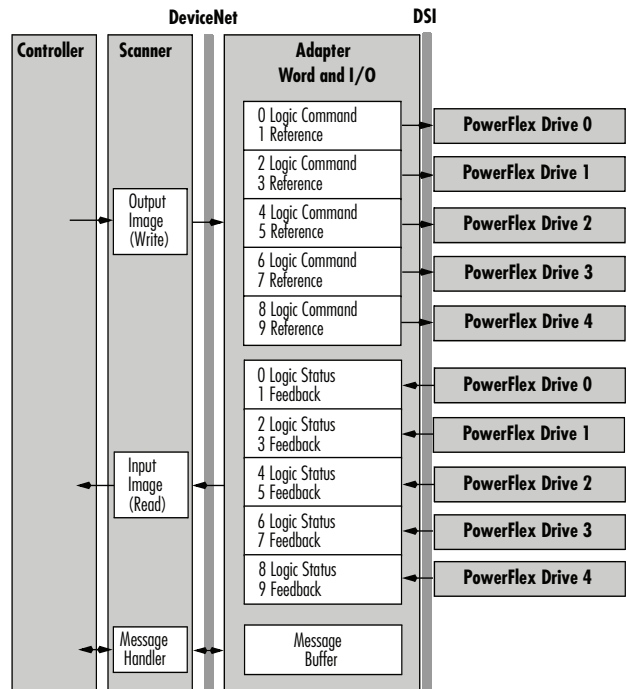 DeviceNet
DSI
Controller
Scanner
Adapter
Word and I/O
0 Logic Command
1 Reference
PowerFlex Drive 0
2 Logic Command
3 Reference
PowerFlex Drive 1
Output
Image
(Write)
4 Logic Command
5 Reference
PowerFlex Drive 2
6 Logic Command
7 Reference
PowerFlex Drive 3
8 Logic Command
9 Reference
PowerFlex Drive 4
0 Logic Status
1 Feedback
PowerFlex Drive 0
2 Logic Status
3 Feedback
PowerFlex Drive 1
Input
Image
(Read)
4 Logic Status
5 Feedback
PowerFlex Drive 2
6 Logic Status
7 Feedback
PowerFlex Drive 3
8 Logic Status
9 Feedback
PowerFlex Drive 4
Message
Handler
Message
Buffer